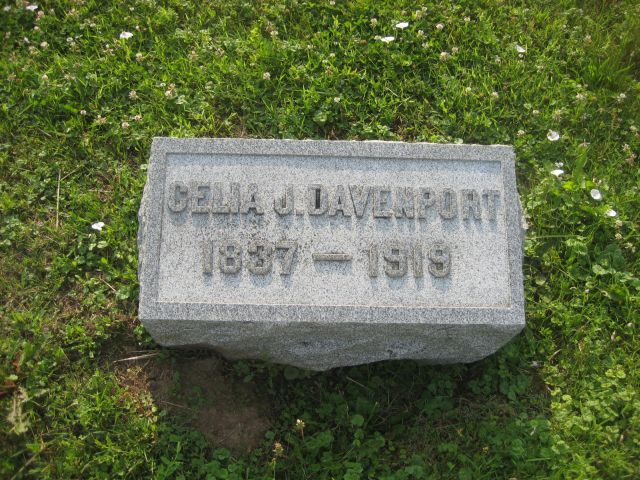 CELIA J. DAVENPORT
1837 — 1919